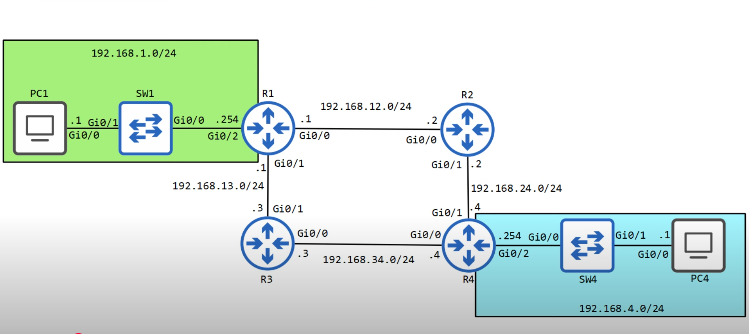 192.168.1.0/24
PC1
SW1
R1
R2
192.168.12.0/24
.1
Gi0/1
Gi0/0
.254
.1
.2
Gi0/0
Gi0/2
Gi0/0
Gi0/0
.1
Gi0/1
Gi0/1
.2
192.168.13.0/24
192.168.24.0/24
.3
Gi0/1
Gi0/1
.4
Gi0/0
Gi0/0
.254
Gi0/0
Gi0/1
.1
.3
192.168.34.0/24
.4
Gi0/2
Gi0/0
R3
R4
SW4
PC4
192.168.4.0/24